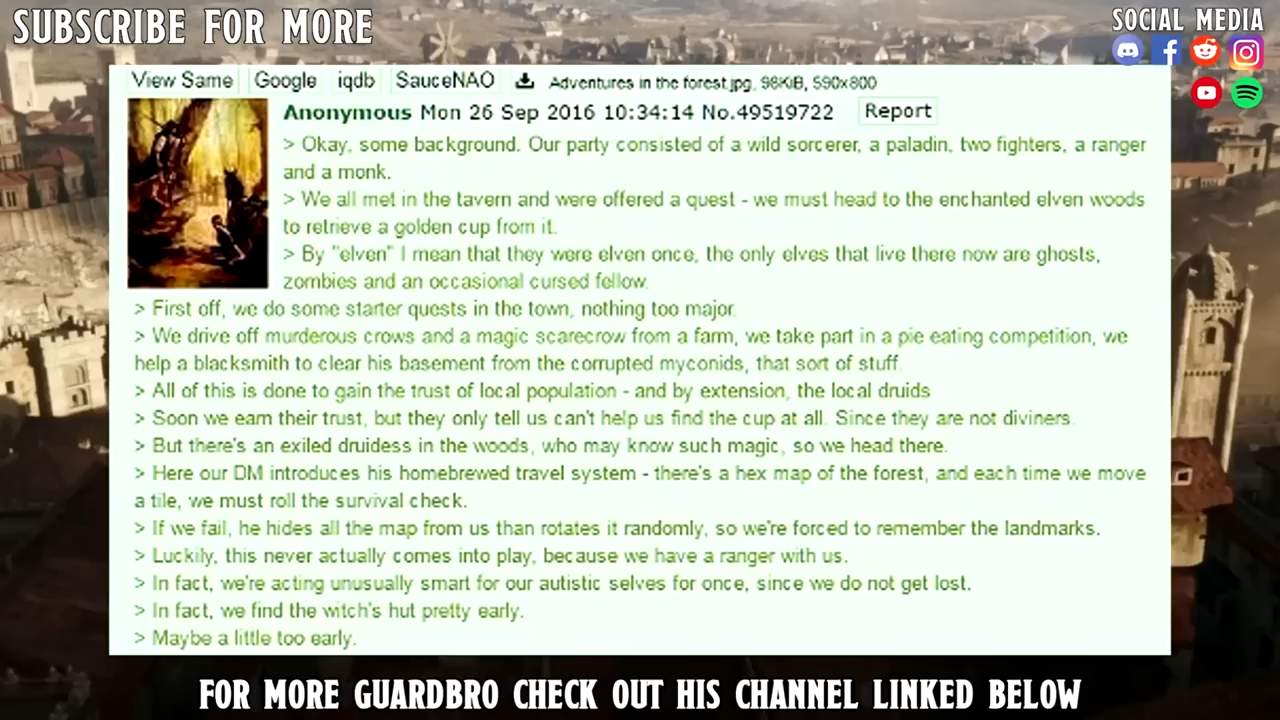 SUBSCRIBE FOR MORE
SOCIAL MEDIA
View Same Google iqdb SauceNAO Adventures in the forest.jpg, 98KiB, 590x800
Anonymous Mon 26 Sep 2016 10:34:14 No.49519722 Report
> Okay, some background. Our party consisted of a wild sorcerer, a paladin, two fighters, a ranger
and a monk.
> We all met in the tavern and were offered a quest - we must head to the enchanted elven woods
to retrieve a golden cup from it.
> By "elven" I mean that they were elven once, the only elves that live there now are ghosts,
zombies and an occasional cursed fellow.
> First off, we do some starter quests in the town, nothing too major.
> We drive off murderous crows and a magic scarecrow from a farm, we take part in a pie eating competition, we
help a blacksmith to clear his basement from the corrupted myconids, that sort of stuff.
> All of this is done to gain the trust of local population - and by extension, the local druids
> Soon we earn their trust, but they only tell us can't help us find the cup at all. Since they are not diviners.
> But there's an exiled druidess in the woods, who may know such magic, so we head there.
> Here our DM introduces his homebrewed travel system - there's a hex map of the forest, and each time we move
a tile, we must roll the survival check.
> If we fail, he hides all the map from us than rotates it randomly, so we're forced to remember the landmarks.
> Luckily, this never actually comes into play, because we have a ranger with us.
> In fact, we're acting unusually smart for our autistic selves for once, since we do not get lost.
> In fact, we find the witch's hut pretty early.
> Maybe a little too early.
FOR MORE GUARDBRO CHECK OUT HIS CHANNEL LINKED BELOW